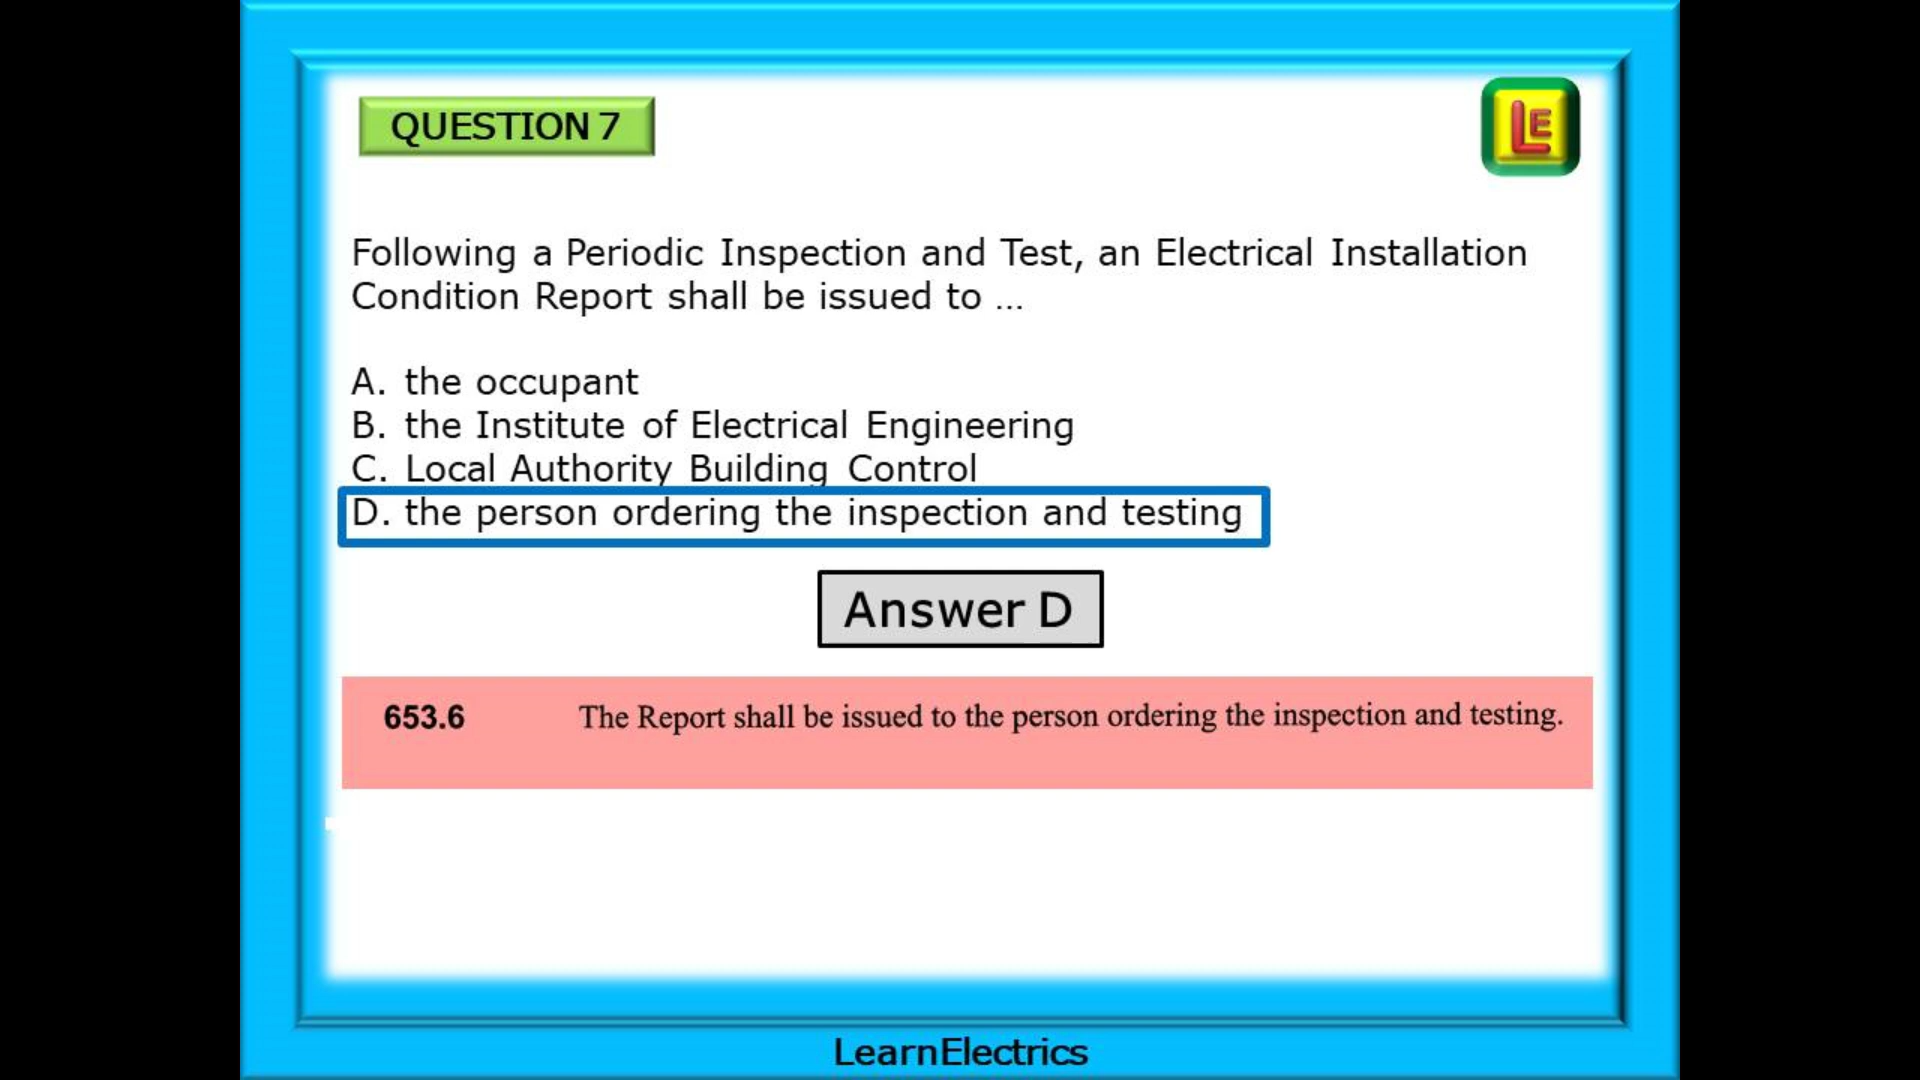 QUESTION 7
LE
Following a Periodic Inspection and Test, an Electrical Installation
Condition Report shall be issued to ...
A. the occupant
B. the Institute of Electrical Engineering
C. Local Authority Building Control
D. the person ordering the inspection and testing
Answer D
653.6 The Report shall be issued to the person ordering the inspection and testing.
LearnElectrics